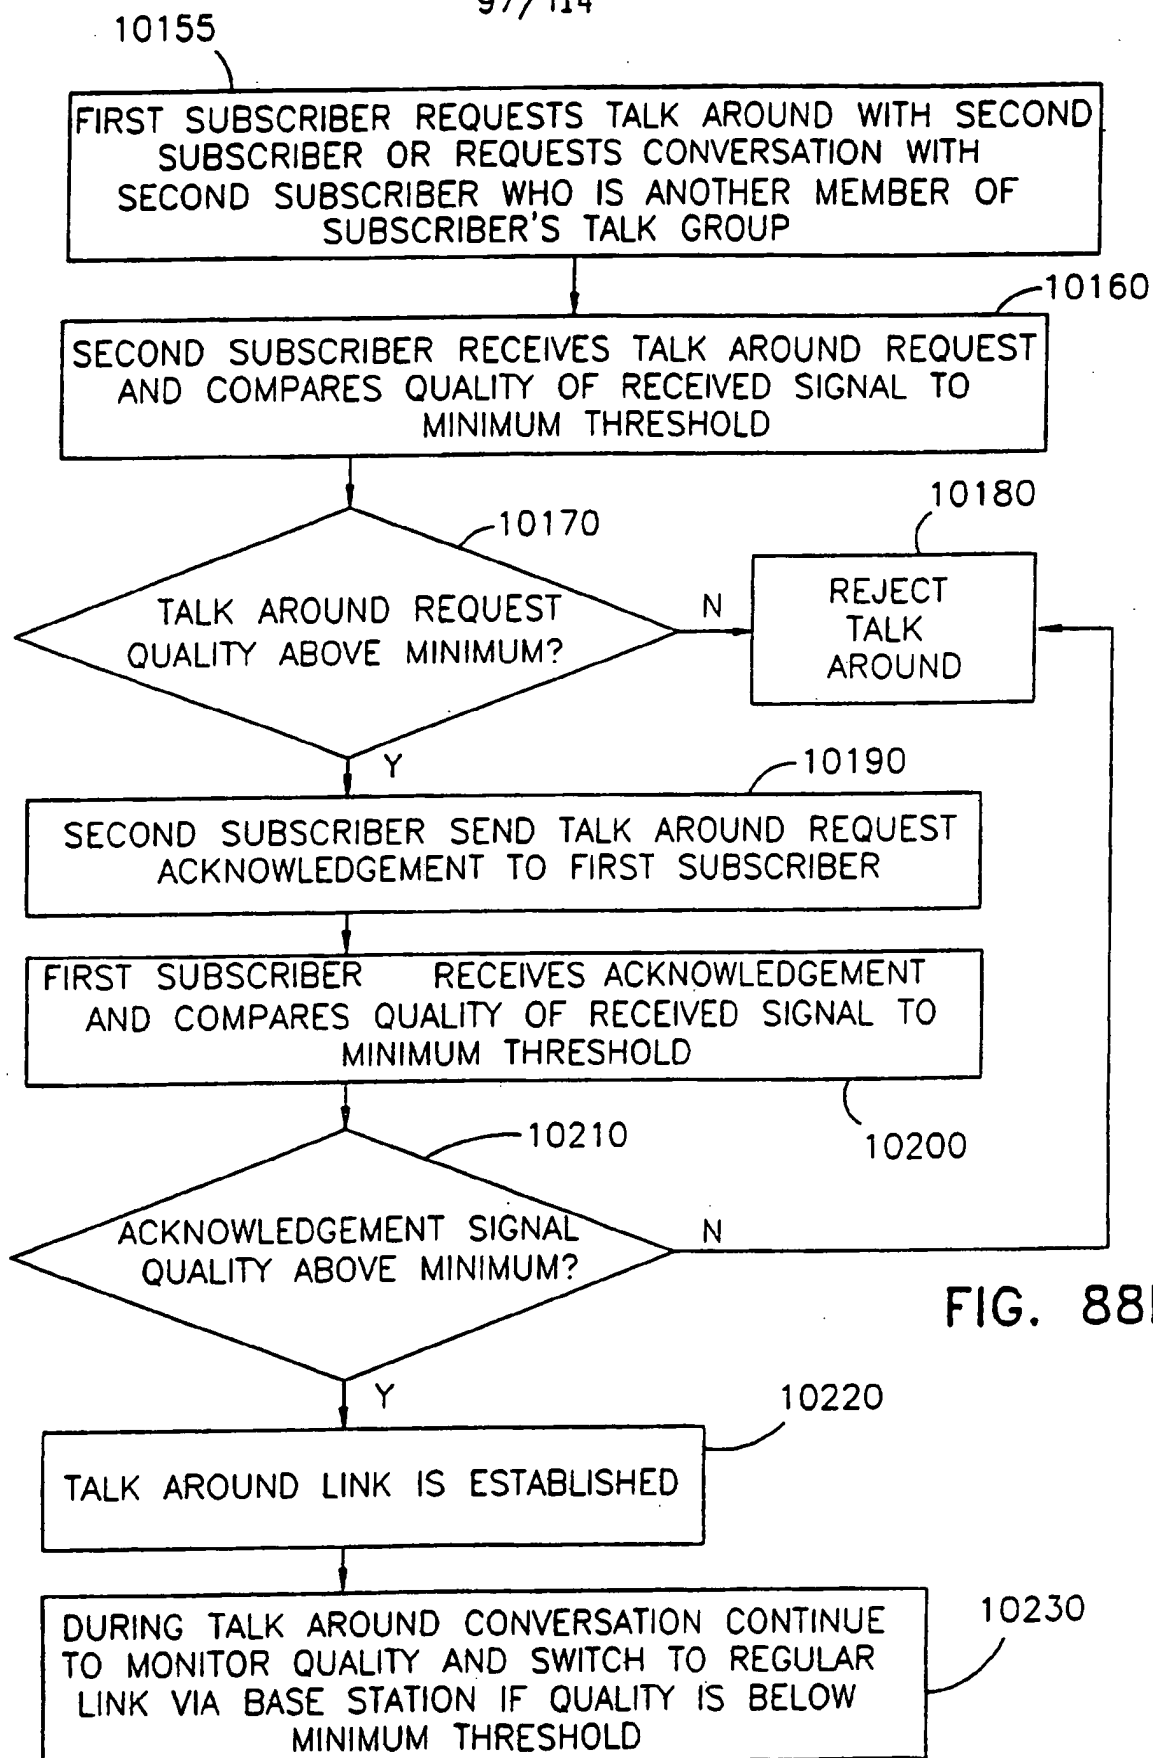 97/114
10155
FIRST SUBSCRIBER REQUESTS TALK AROUND WITH SECOND
SUBSCRIBER OR REQUESTS CONVERSATION WITH
SECOND SUBSCRIBER WHO IS ANOTHER MEMBER OF
SUBSCRIBER'S TALK GROUP
10160
SECOND SUBSCRIBER RECEIVES TALK AROUND REQUEST
AND COMPARES QUALITY OF RECEIVED SIGNAL TO
MINIMUM THRESHOLD
10170
TALK AROUND REQUEST
QUALITY ABOVE MINIMUM?
N
10180
REJECT
TALK
AROUND
Y
10190
SECOND SUBSCRIBER SEND TALK AROUND REQUEST
ACKNOWLEDGEMENT TO FIRST SUBSCRIBER
FIRST SUBSCRIBER RECEIVES ACKNOWLEDGEMENT
AND COMPARES QUALITY OF RECEIVED SIGNAL TO
MINIMUM THRESHOLD
10200
10210
ACKNOWLEDGEMENT SIGNAL
QUALITY ABOVE MINIMUM?
N
FIG. 88
Y
10220
TALK AROUND LINK IS ESTABLISHED
10230
DURING TALK AROUND CONVERSATION CONTINUE
TO MONITOR QUALITY AND SWITCH TO REGULAR
LINK VIA BASE STATION IF QUALITY IS BELOW
MINIMUM THRESHOLD